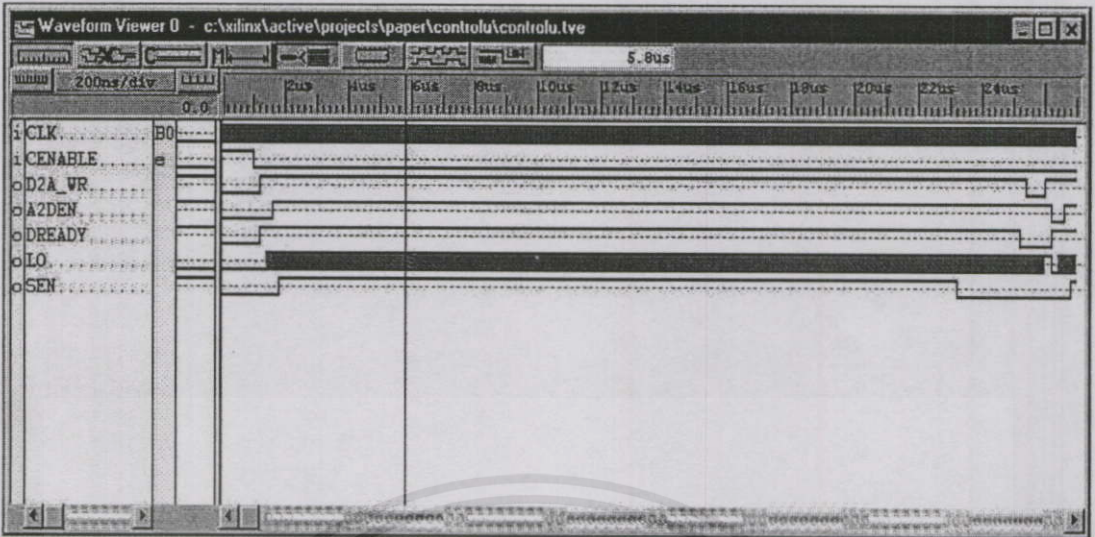 Waveform Viewer 0 - c:\xilinx\active\projects\paper\controlu\controlu.tve
5.8us
200ns/div
0.0
2us 4us 6us 8us 10us 12us 14us 16us 18us 20us 22us 24us
i CLK B0
i CENABLE e
o D2A_WR
o A2DEN
o DREADY
o LO
o SEN